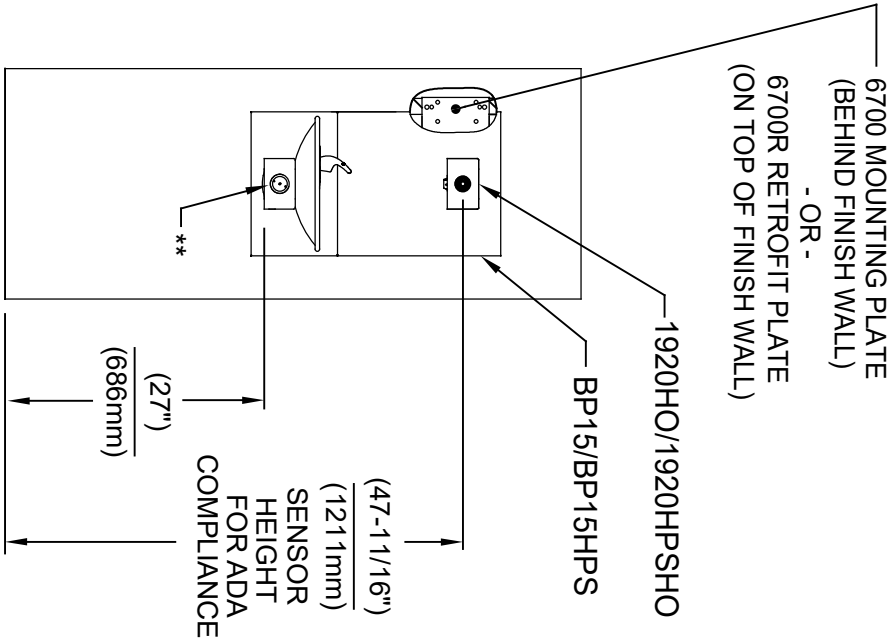 6700 MOUNTING PLATE
(BEHIND FINISH WALL)
- OR -
6700R RETROFIT PLATE
(ON TOP OF FINISH WALL)
1920HO/1920HPSHO
BP15/BP15HPS
**
(27")
(686mm)
(47-11/16")
(1211mm)
SENSOR
HEIGHT
FOR ADA
COMPLIANCE